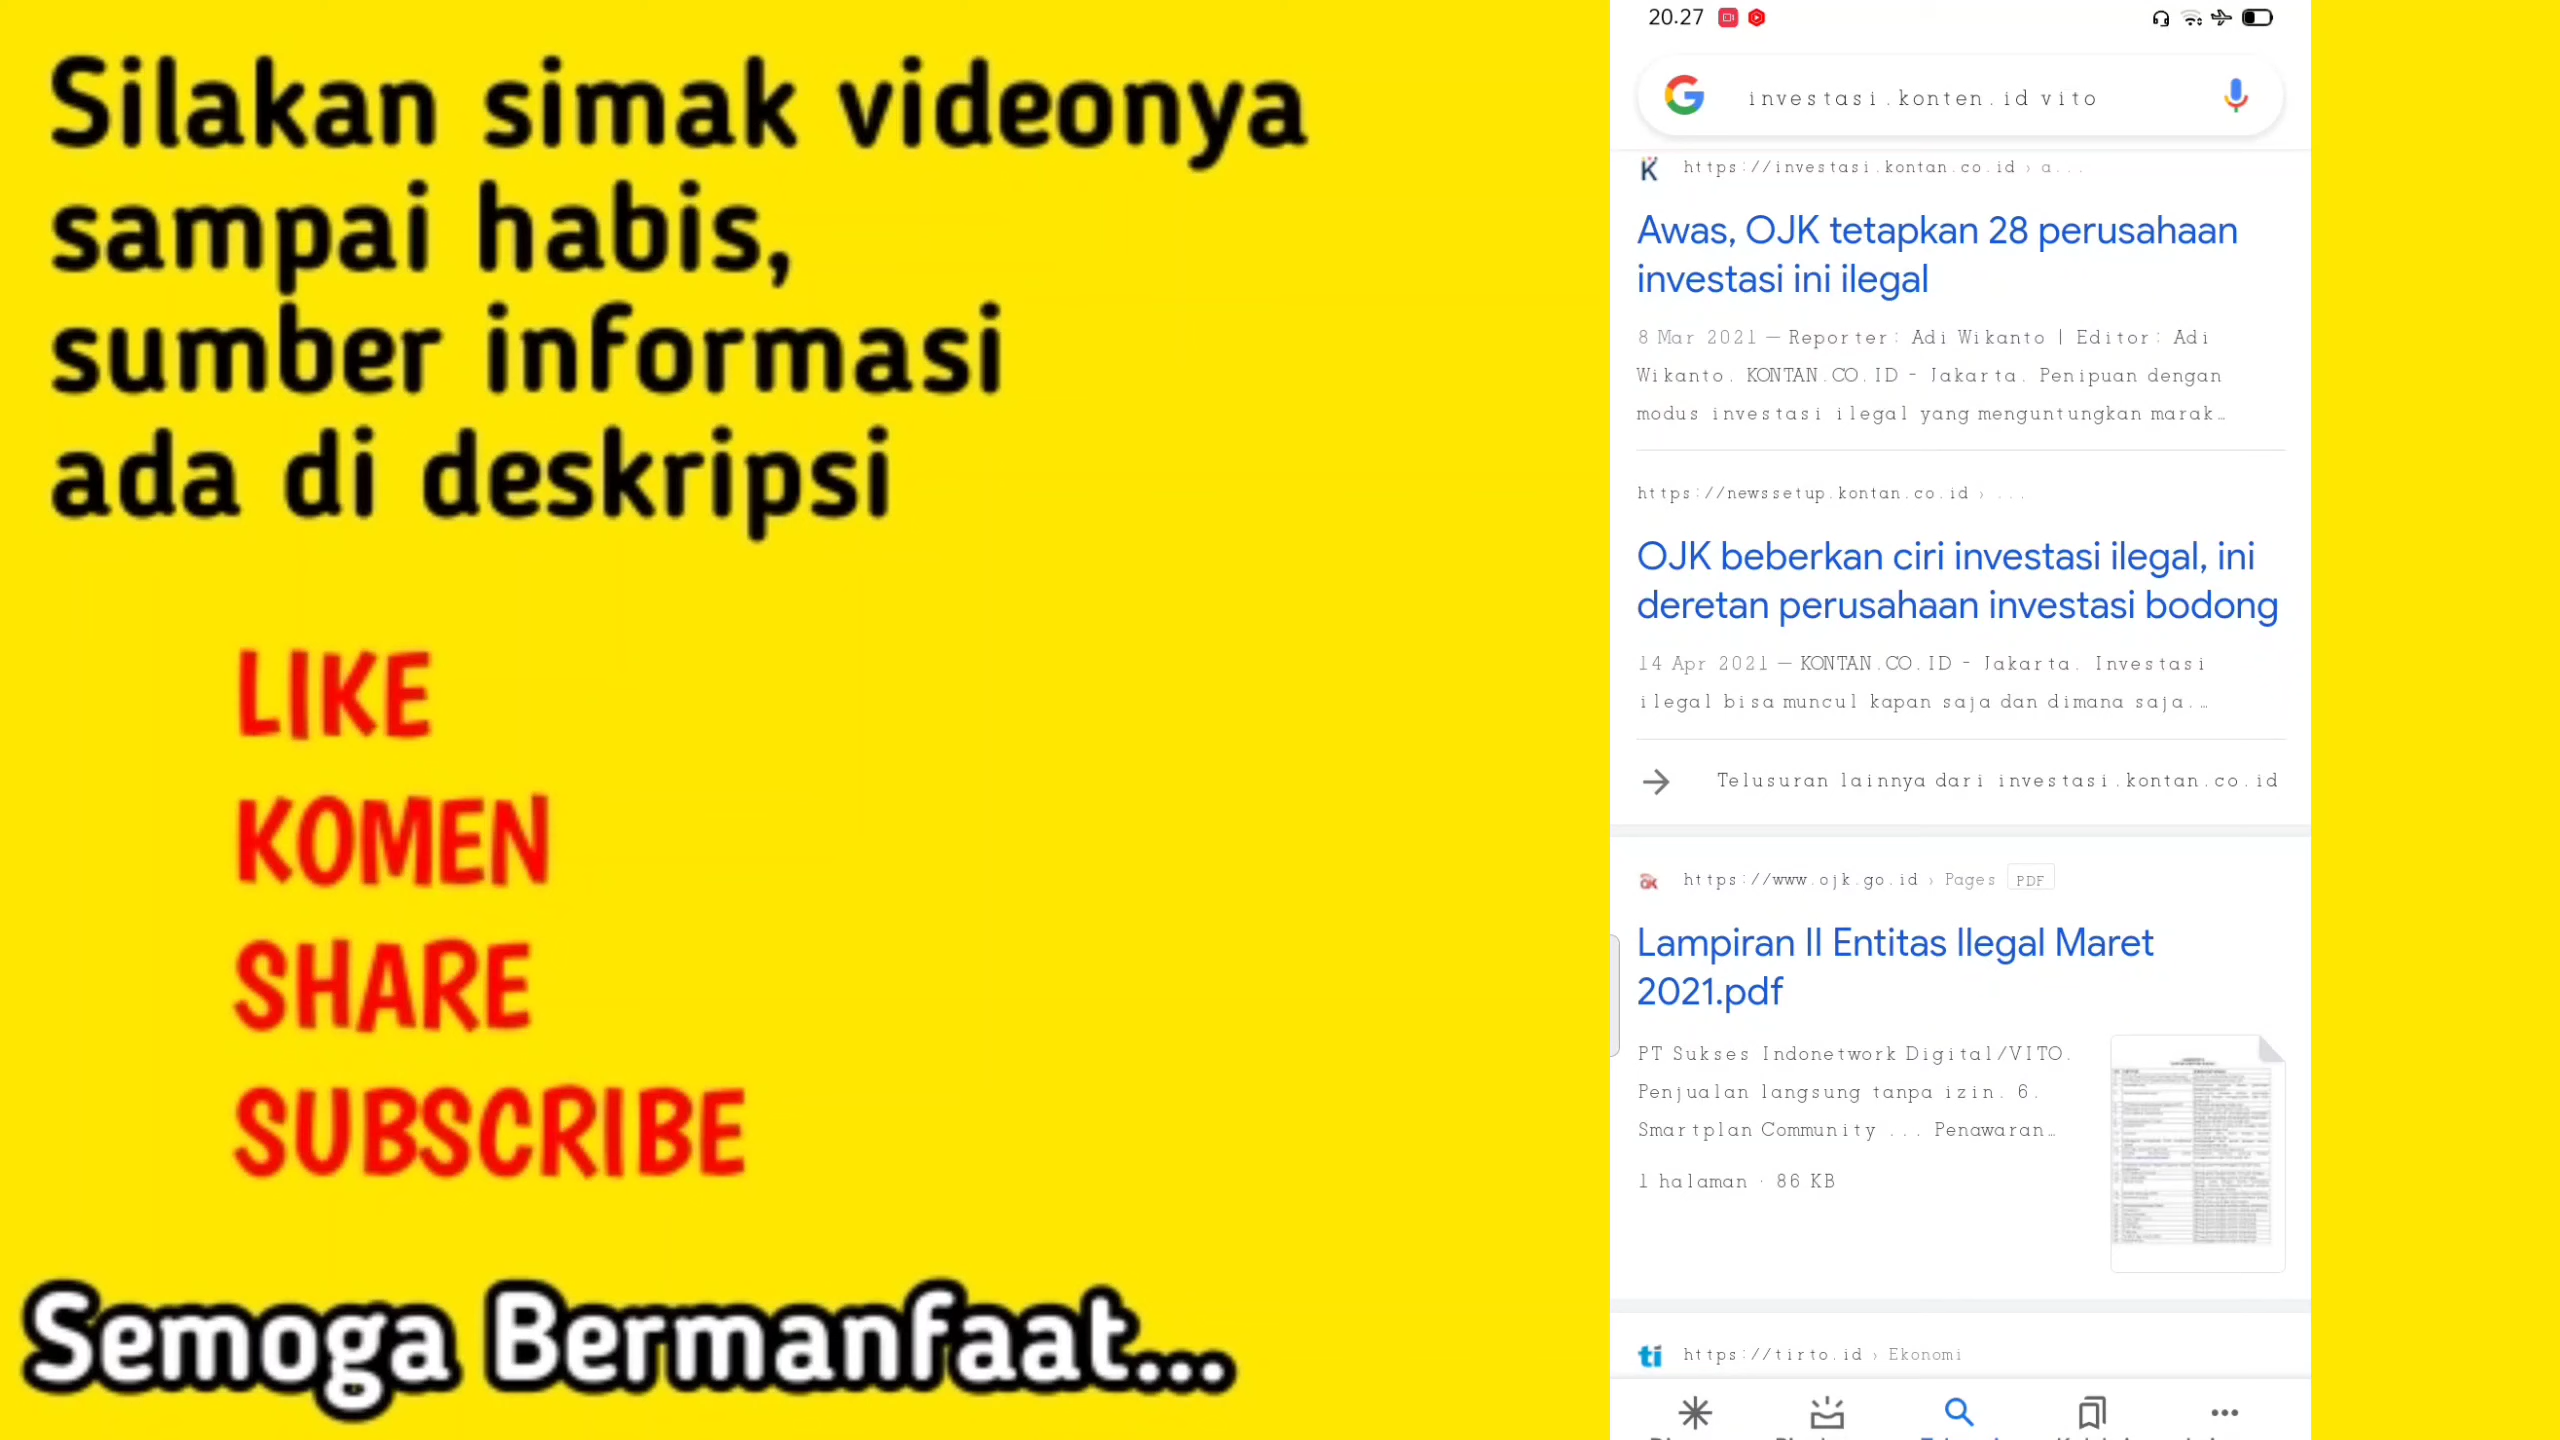 Silakan simak videonya
sampai habis,
sumber informasi
ada di deskripsi
LIKE
KOMEN
SHARE
SUBSCRIBE
Semoga Bermanfaat...
20.27
investasi.konten.id vito
https://investasi.kontan.co.id › a...
Awas, OJK tetapkan 28 perusahaan
investasi ini ilegal
8 Mar 2021 — Reporter: Adi Wikanto | Editor: Adi
Wikanto. KONTAN.CO.ID - Jakarta. Penipuan dengan
modus investasi ilegal yang menguntungkan marak...
https://newssetup.kontan.co.id › ...
OJK beberkan ciri investasi ilegal, ini
deretan perusahaan investasi bodong
14 Apr 2021 — KONTAN.CO.ID - Jakarta. Investasi
ilegal bisa muncul kapan saja dan dimana saja....
Telusuran lainnya dari investasi.kontan.co.id
https://www.ojk.go.id › Pages PDF
Lampiran II Entitas Ilegal Maret
2021.pdf
PT Sukses Indonetwork Digital/VITO.
Penjualan langsung tanpa izin. 6.
Smartplan Community ... Penawaran...
1 halaman · 86 KB
https://tirto.id › Ekonomi